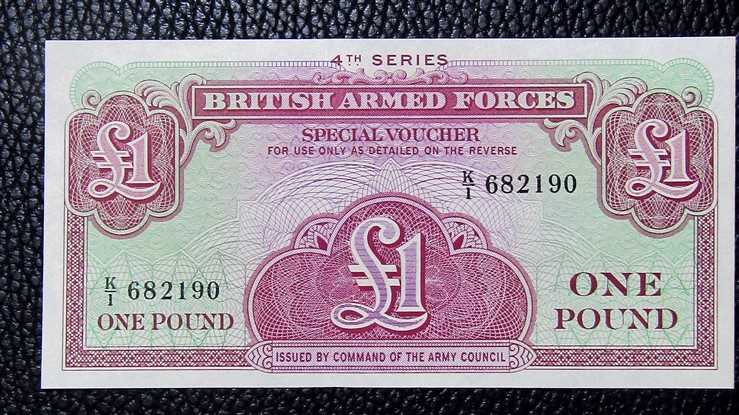 4TH SERIES
BRITISH ARMED FORCES
£1
£1
SPECIAL VOUCHER
FOR USE ONLY AS DETAILED ON THE REVERSE
K/1 682190
£1
K/1 682190
ONE POUND
ONE
POUND
ISSUED BY COMMAND OF THE ARMY COUNCIL